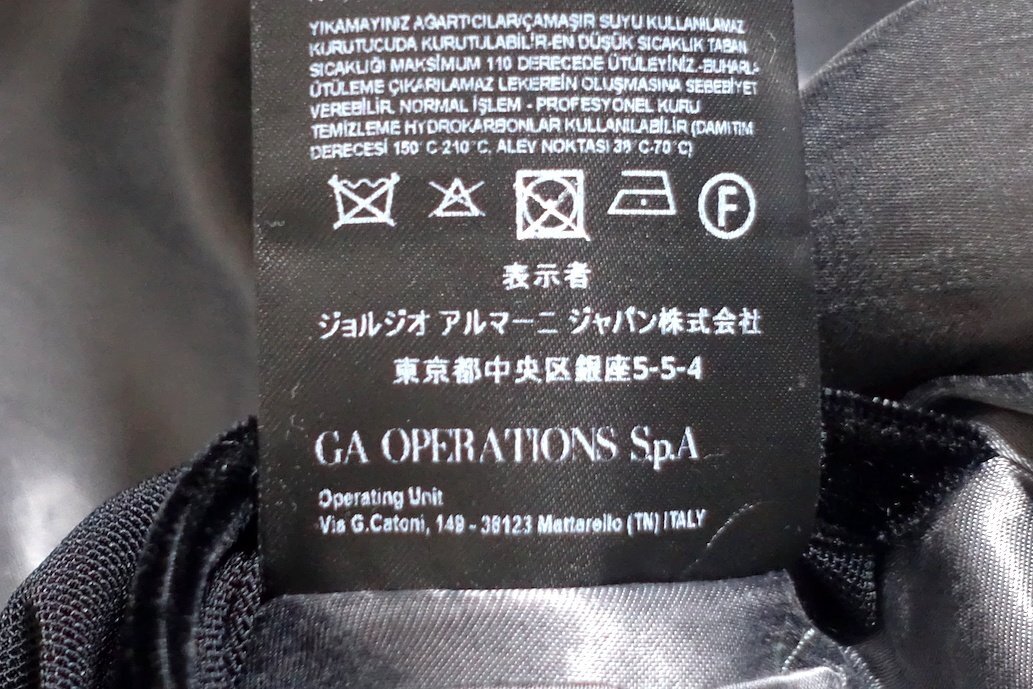 YIKAMAYINIZ AĞARTICILAR/ÇAMAŞIR SUYU KULLANILAMAZ
KURUTUCUDA KURUTULABİLİR-EN DÜŞÜK SICAKLIK TABAN
SICAKLIĞI MAKSİMUM 110 DERECEDE ÜTÜLEYİNİZ-BUHARLI-
ÜTÜLEME ÇIKARILAMAZ LEKEREIN OLUŞMASINA SEBEBİYET
VEREBİLİR. NORMAL İŞLEM - PROFESYONEL KURU
TEMİZLEME HYDROKARBONLAR KULLANILABİLİR (DAMITIM
DERECESİ 150°C-210°C, ALEV NOKTASI 38°C-70°C)
F
表示者
ジョルジオ アルマーニ ジャパン株式会社
東京都中央区銀座5-5-4
GA OPERATIONS S.p.A
Operating Unit
Via G.Catoni, 149 - 38123 Mattarello (TN) ITALY